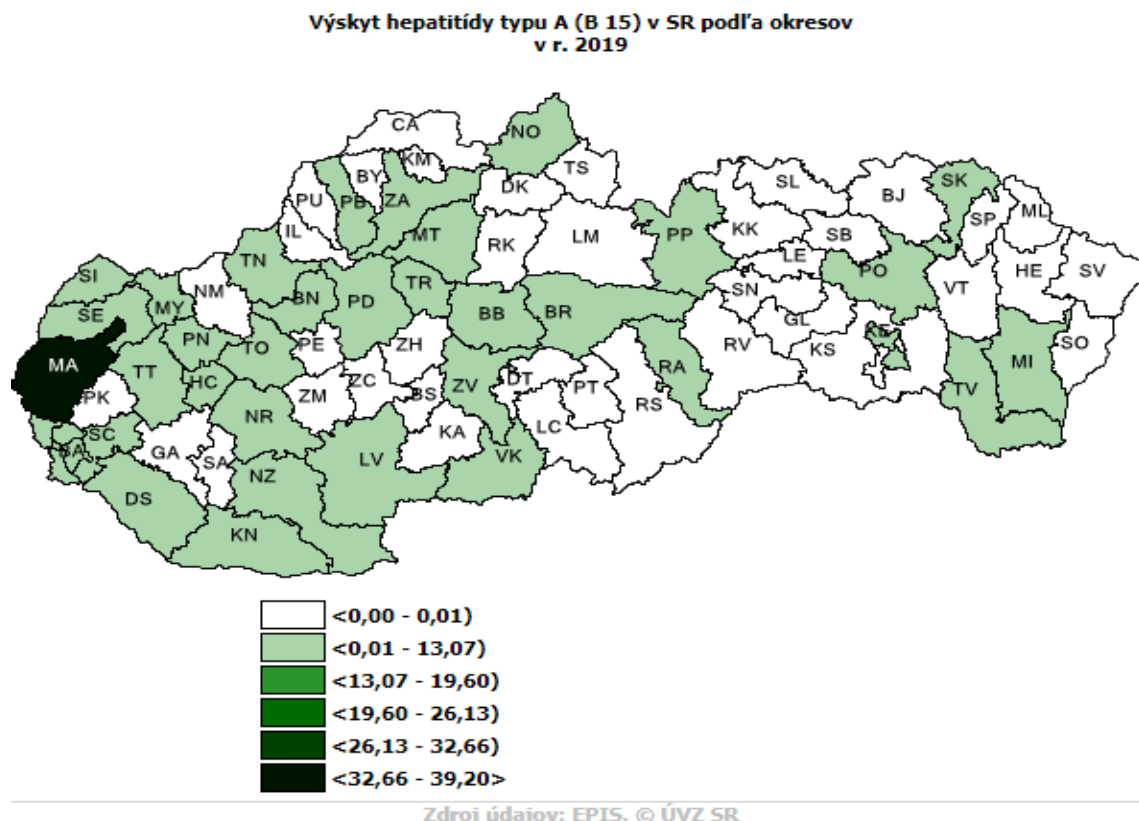 Výskyt hepatitídy typu A (B 15) v SR podľa okresov
v r. 2019
CA
NO
KM
TS
BY
DK
SL
SK
PU
PB
ZA
BJ
SP
ML
IL
MT
RK
LM
PP
KK
SB
TN
LE
PO
HE
SV
SI
NM
BN
PD
TR
SN
VT
MY
SE
BB
BR
GL
PN
TO
PE
ZH
RV
KS
KE
SO
MA
TT
HC
ZC
ZV
DT
RA
MI
PK
ZM
BS
PT
RS
TV
NR
SC
KA
LC
BA
GA
SA
LV
VK
NZ
DS
KN
<0,00 - 0,01)
<0,01 - 13,07)
<13,07 - 19,60)
<19,60 - 26,13)
<26,13 - 32,66)
<32,66 - 39,20>
Zdroj údajov: EPIS, © ÚVZ SR